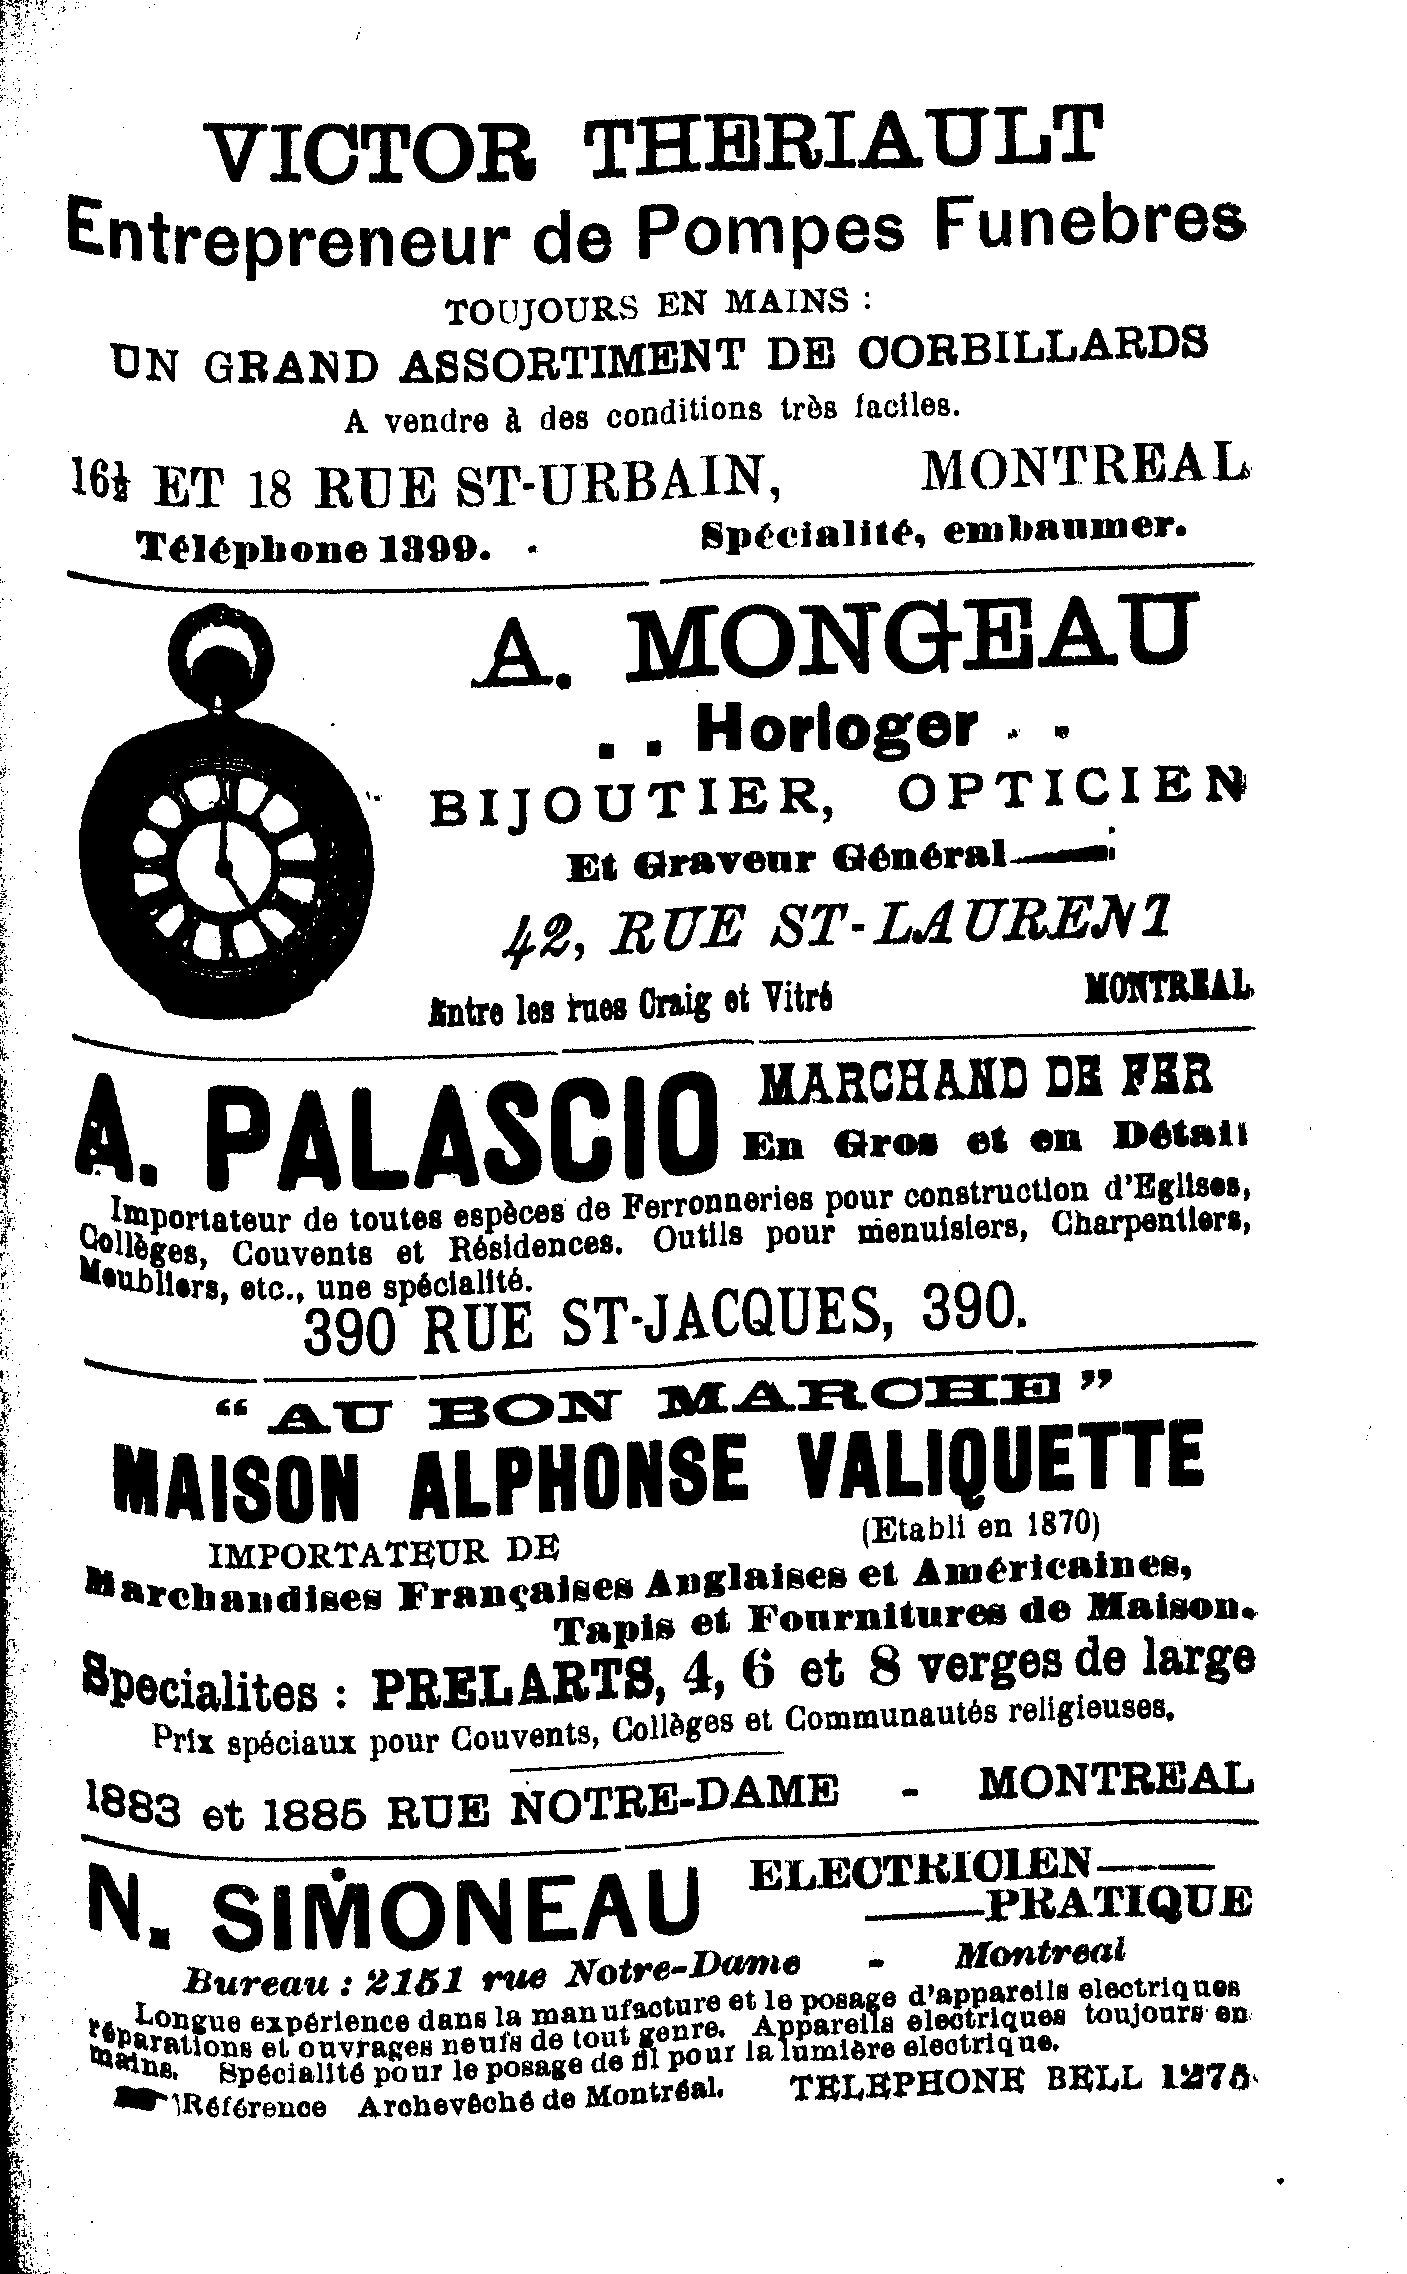 VICTOR THERIAULT
Entrepreneur de Pompes Funebres
TOUJOURS EN MAINS :
UN GRAND ASSORTIMENT DE CORBILLARDS
A vendre à des conditions très faciles.
16½ ET 18 RUE ST-URBAIN, MONTREAL
Téléphone 1399. Spécialité, embaumer.
A. MONGEAU
. . Horloger . .
BIJOUTIER, OPTICIEN
Et Graveur Général
42, RUE ST-LAURENT
Entre les rues Craig et Vitré MONTREAL
A. PALASCIO MARCHAND DE FER
En Gros et en Détail
Importateur de toutes espèces de Ferronneries pour construction d'Eglises,
Collèges, Couvents et Résidences. Outils pour menuisiers, Charpentiers,
Meubliers, etc., une spécialité.
390 RUE ST-JACQUES, 390.
“ AU BON MARCHE ”
MAISON ALPHONSE VALIQUETTE
(Etabli en 1870)
IMPORTATEUR DE
Marchandises Françaises Anglaises et Américaines,
Tapis et Fournitures de Maison.
Specialites : PRELARTS, 4, 6 et 8 verges de large
Prix spéciaux pour Couvents, Collèges et Communautés religieuses.
1883 et 1885 RUE NOTRE-DAME - MONTREAL
N. SIMONEAU ELECTRICIEN
PRATIQUE
Bureau : 2151 rue Notre-Dame - Montreal
Longue expérience dans la manufacture et le posage d'appareils electriques
réparations et ouvrages neufs de tout genre. Appareils electriques toujours en
mains. Spécialité pour le posage de fil pour la lumière electrique.
Référence Archevêché de Montréal. TELEPHONE BELL 1275